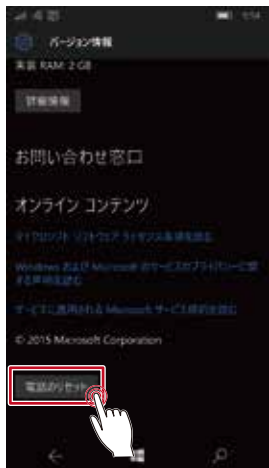 バージョン情報
実装 RAM: 2 GB
詳細情報
お問い合わせ窓口
オンライン コンテンツ
マイクロソフト ソフトウェア ライセンス条項を読む
Windows および Microsoft のサービスのプライバシーに関
する声明を読む
サービスに適用される Microsoft サービス規約を読む
© 2015 Microsoft Corporation
電話のリセット